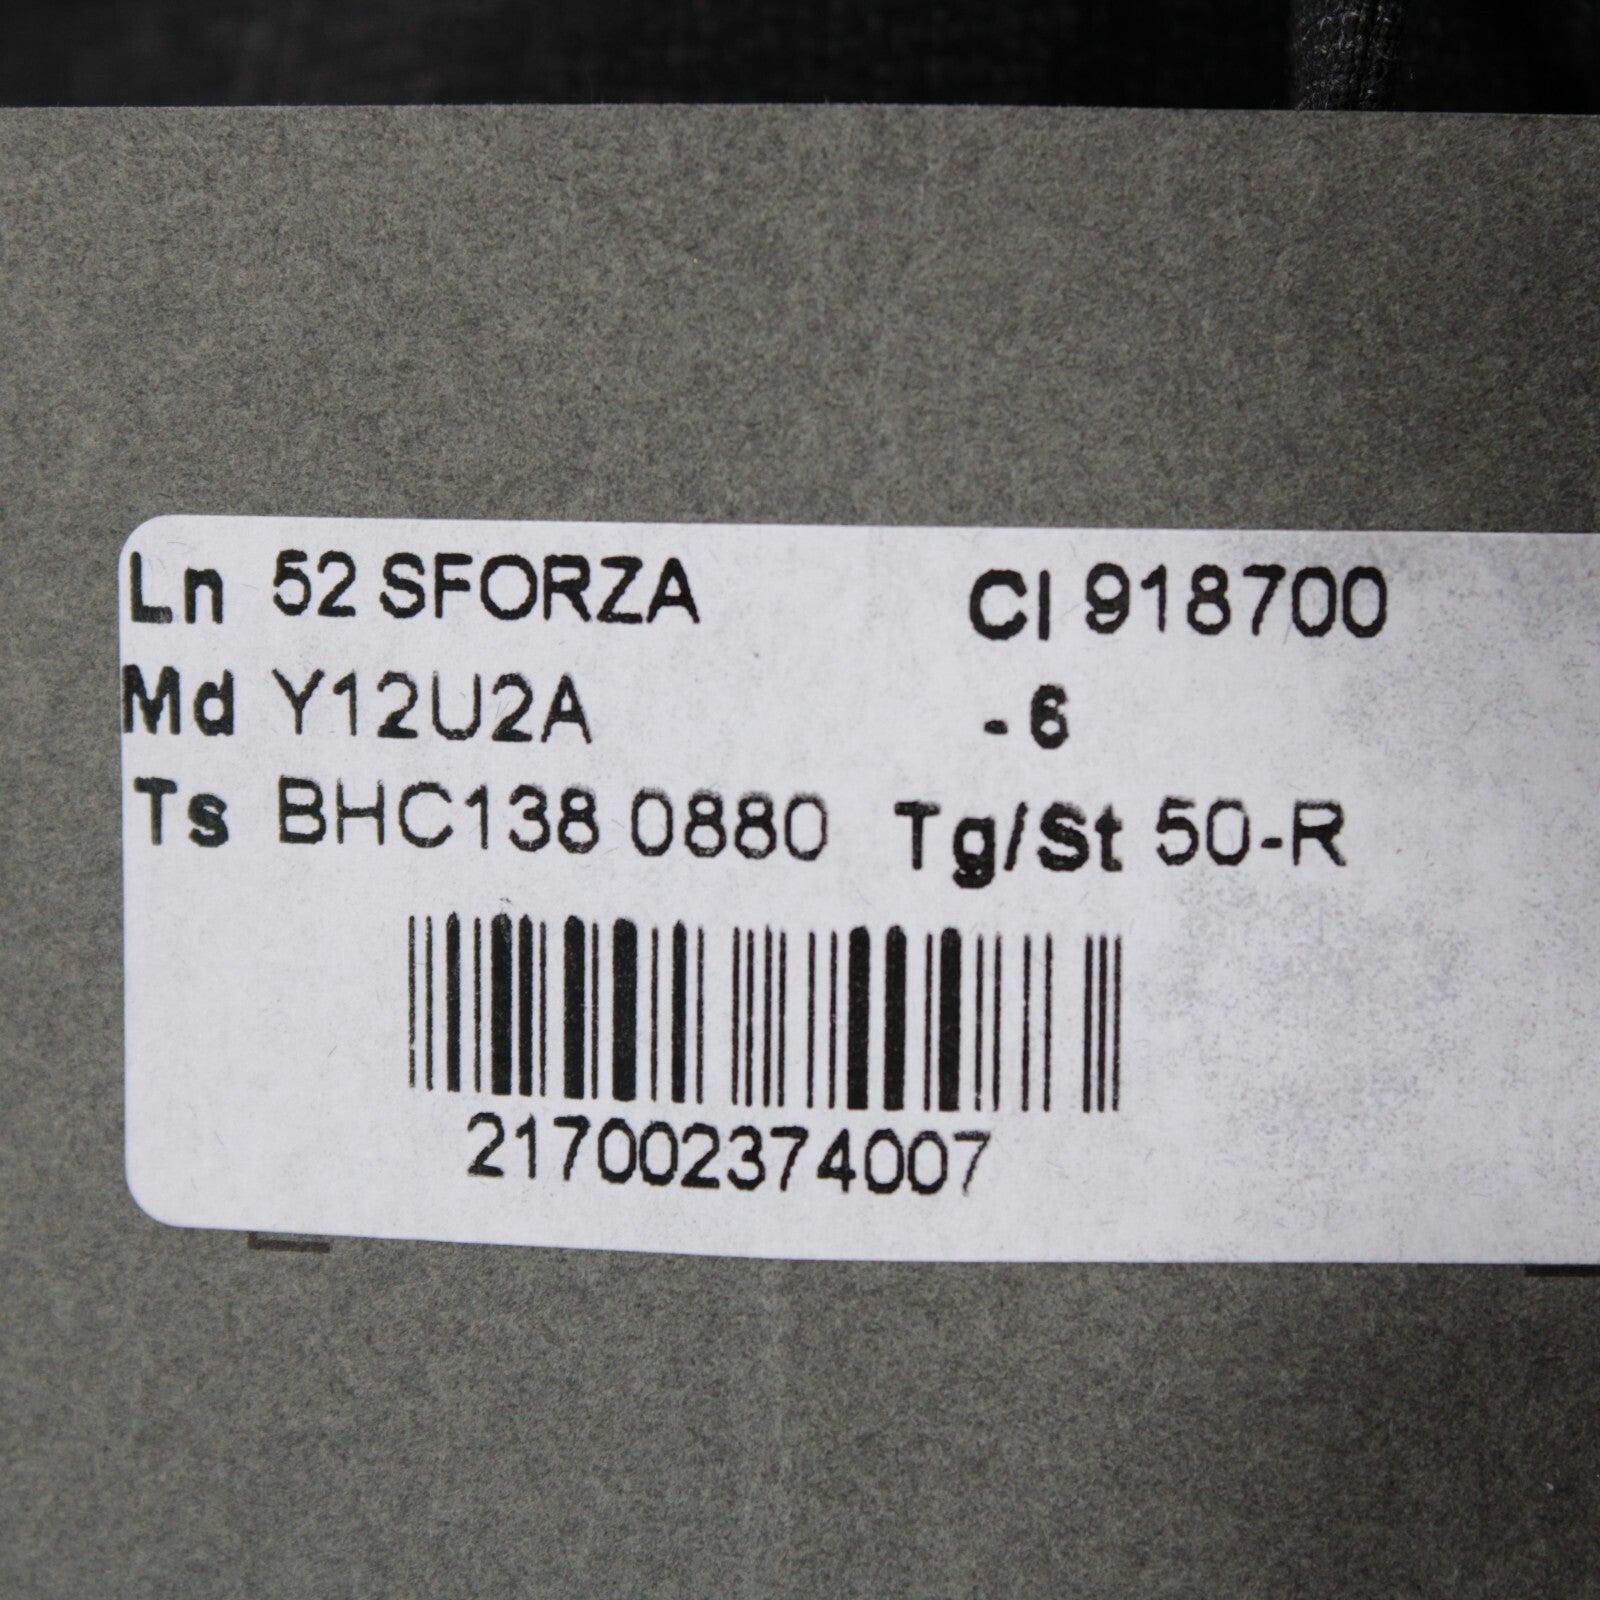 Ln 52 SFORZA Cl 918700
Md Y12U2A - 6
Ts BHC138 0880 Tg/St 50-R
217002374007